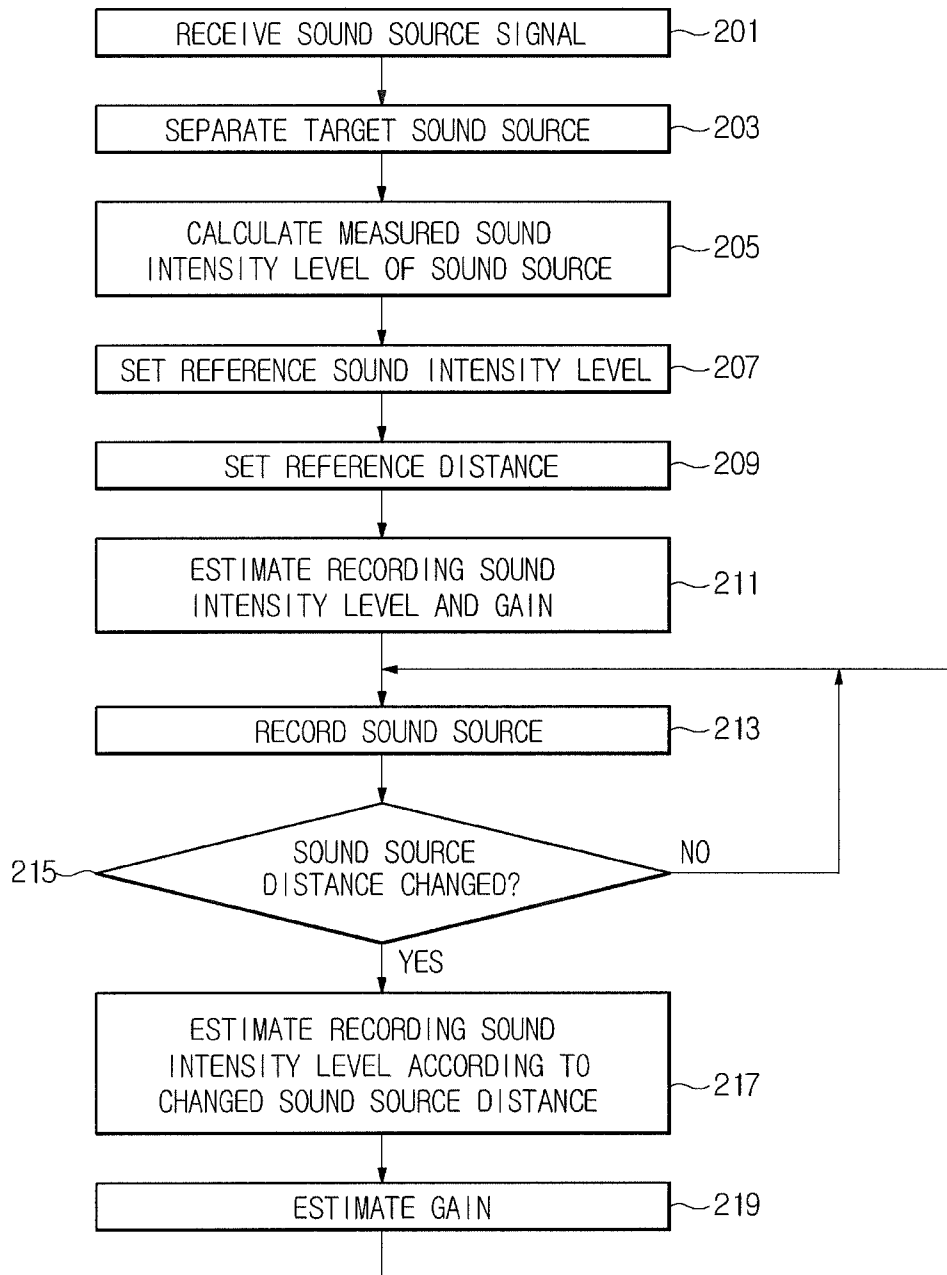 RECEIVE SOUND SOURCE SIGNAL
201
SEPARATE TARGET SOUND SOURCE
203
CALCULATE MEASURED SOUND
INTENSITY LEVEL OF SOUND SOURCE
205
SET REFERENCE SOUND INTENSITY LEVEL
207
SET REFERENCE DISTANCE
209
ESTIMATE RECORDING SOUND
INTENSITY LEVEL AND GAIN
211
RECORD SOUND SOURCE
213
215
SOUND SOURCE
DISTANCE CHANGED?
NO
YES
ESTIMATE RECORDING SOUND
INTENSITY LEVEL ACCORDING TO
CHANGED SOUND SOURCE DISTANCE
217
ESTIMATE GAIN
219